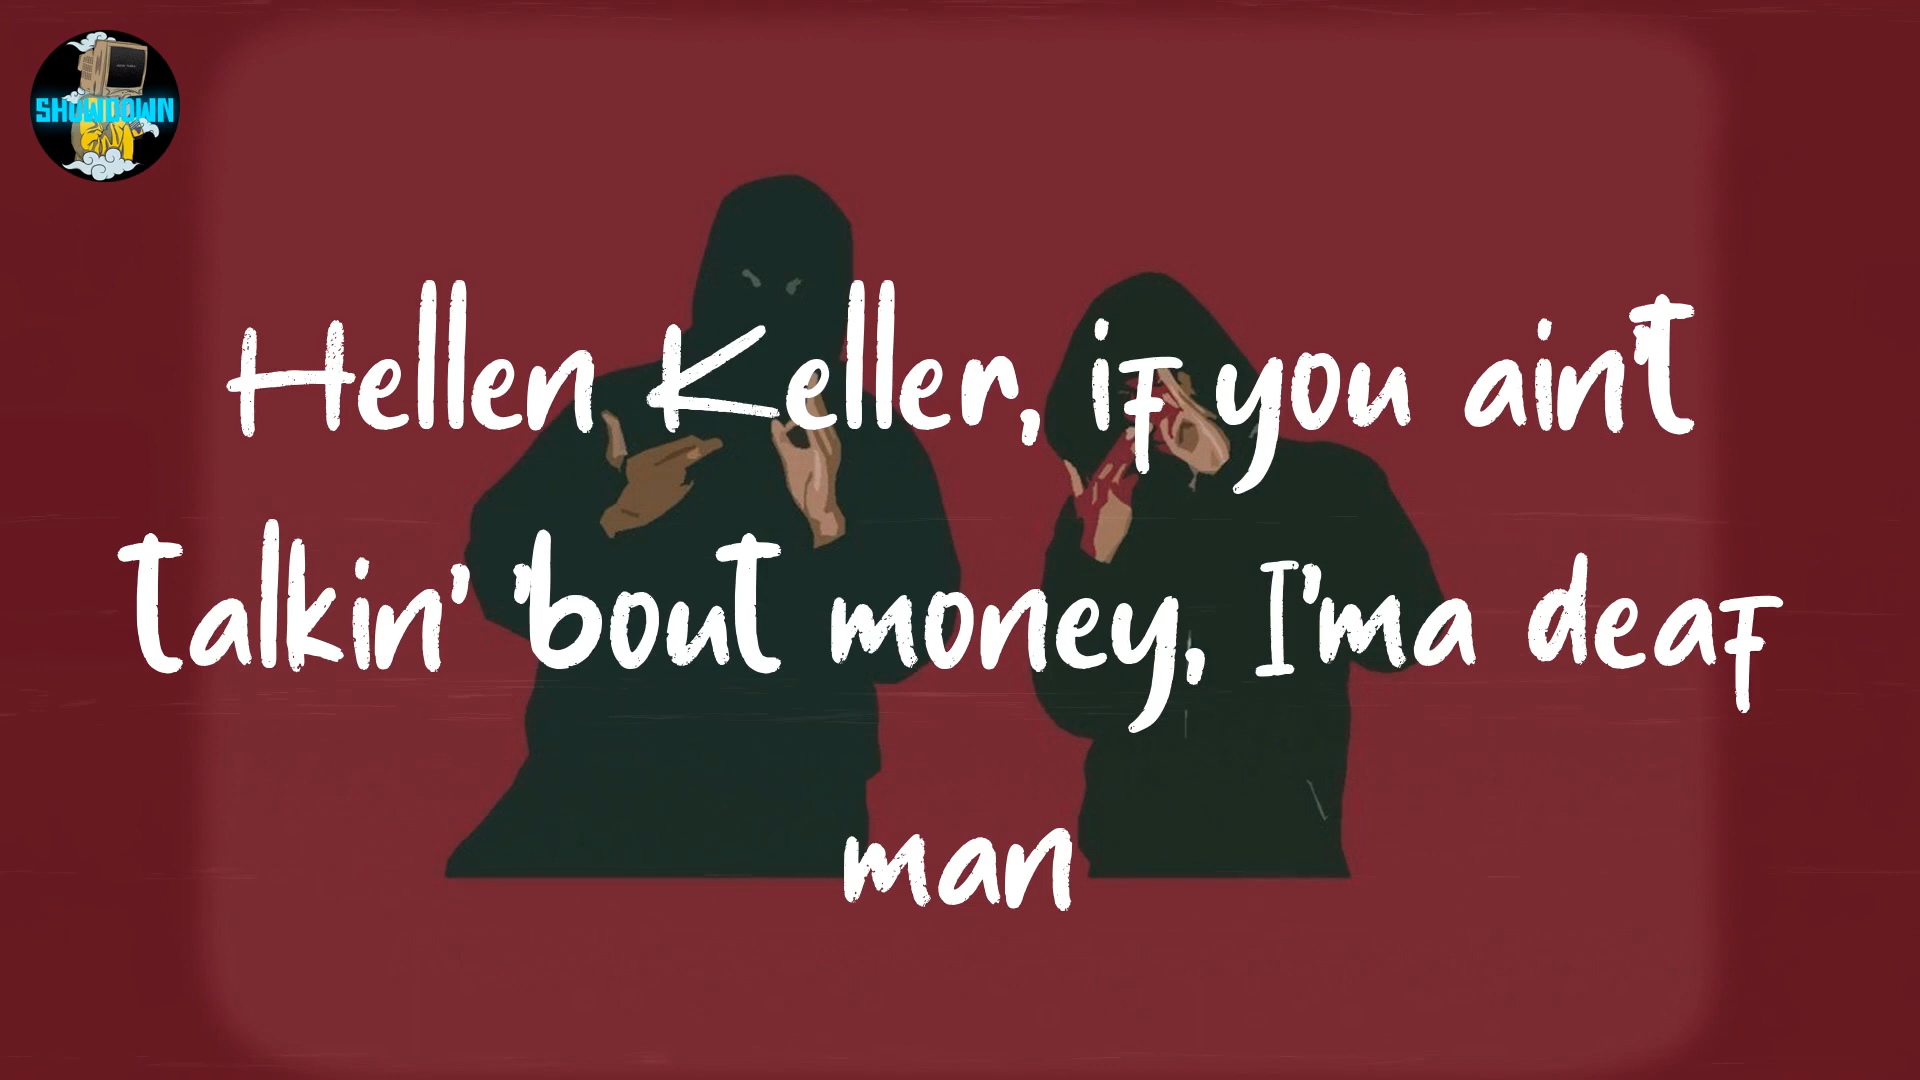 SHOWDOWN
Hellen Keller, if you ain't
talkin' 'bout money, I'ma deaf
man